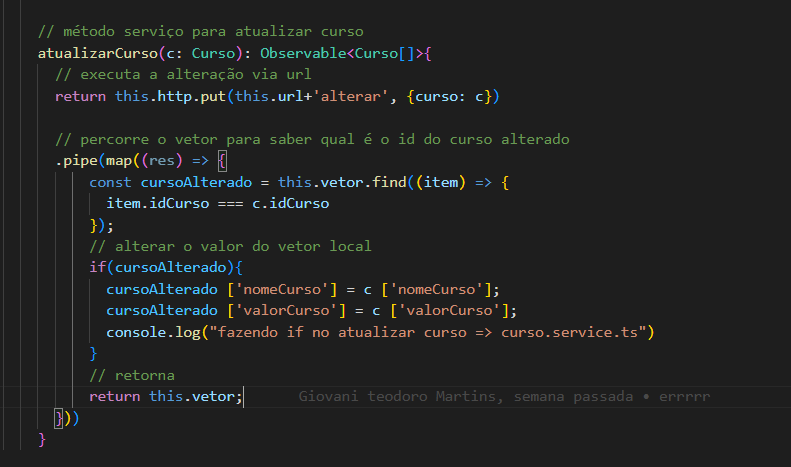 // método serviço para atualizar curso
atualizarCurso(c: Curso): Observable<Curso[]>{
// executa a alteração via url
return this.http.put(this.url+'alterar', {curso: c})
// percorre o vetor para saber qual é o id do curso alterado
.pipe(map((res) => {
const cursoAlterado = this.vetor.find((item) => {
item.idCurso === c.idCurso
});
// alterar o valor do vetor local
if(cursoAlterado){
cursoAlterado ['nomeCurso'] = c ['nomeCurso'];
cursoAlterado ['valorCurso'] = c ['valorCurso'];
console.log("fazendo if no atualizar curso => curso.service.ts")
}
// retorna
return this.vetor; Giovani teodoro Martins, semana passada • errrrr
}))
}